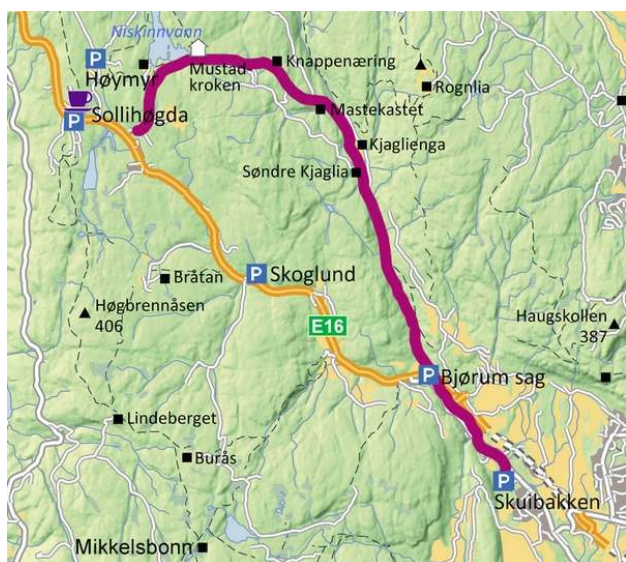 Niskinnvann
P
Høymyr
Mustad
kroken
Knappenæring
Rognlia
P
Sollihøgda
Mastekastet
Kjaglienga
Søndre Kjaglia
Bråtan
P
Skoglund
Høgbrennåsen
406
E16
Haugskollen
387
P
Bjørum sag
Lindeberget
Burås
P
Skuibakken
Mikkelsbonn